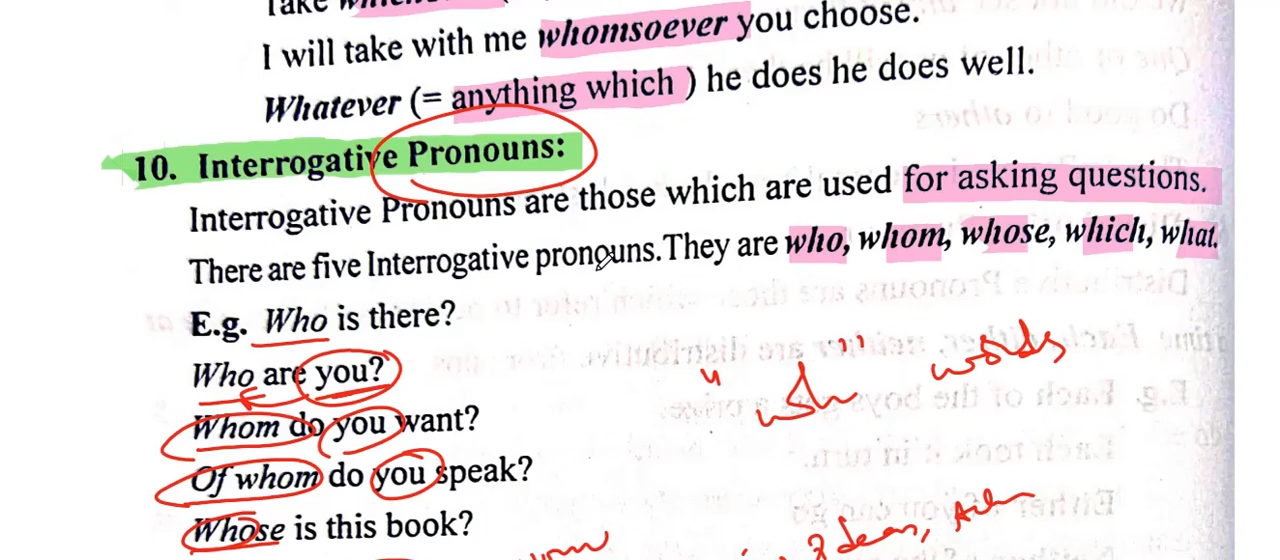 Take
I will take with me whomsoever you choose.
Whatever (= anything which ) he does he does well.
10. Interrogative Pronouns:
Interrogative Pronouns are those which are used for asking questions.
There are five Interrogative pronouns. They are who, whom, whose, which, what.
E.g. Who is there?
Who are you?
"wh" words
Whom do you want?
Of whom do you speak?
Whose is this book?